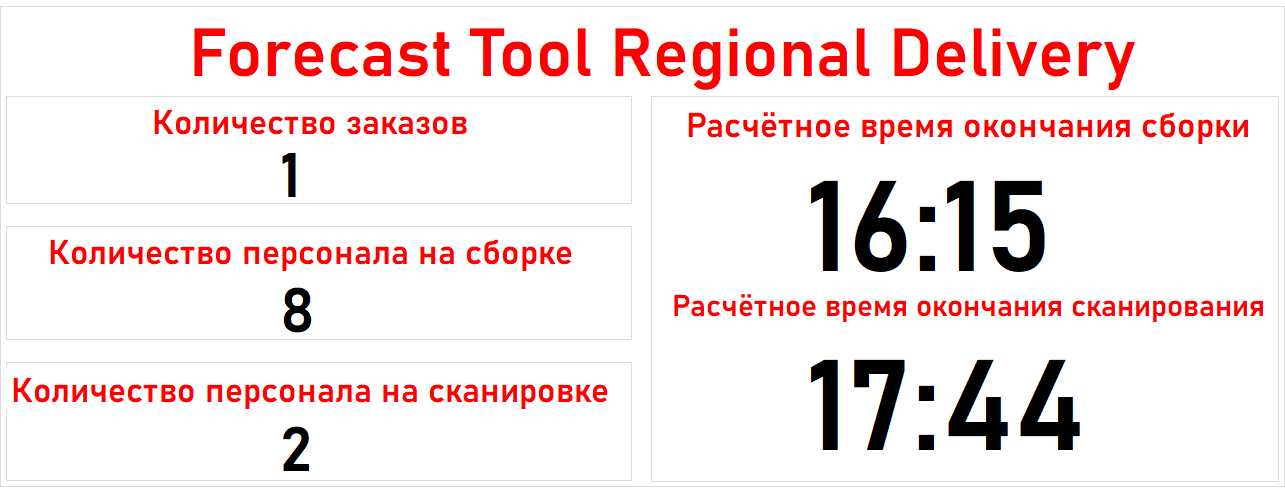 Forecast Tool Regional Delivery
Количество заказов
1
Количество персонала на сборке
8
Количество персонала на сканировке
2
Расчётное время окончания сборки
16:15
Расчётное время окончания сканирования
17:44